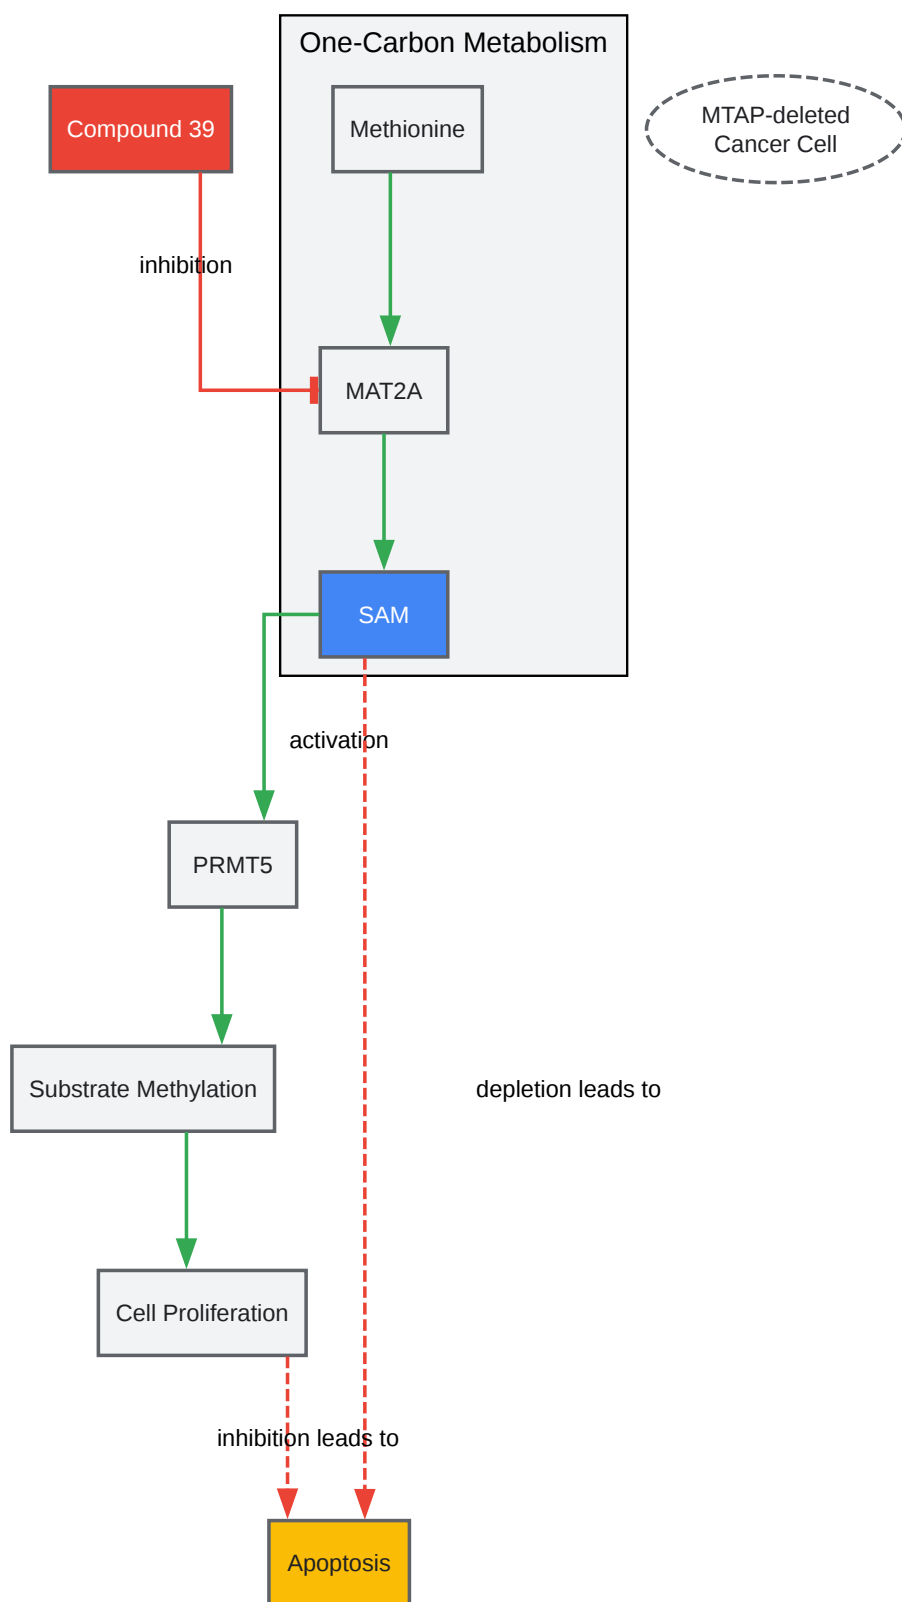 One-Carbon Metabolism
Compound 39
Methionine
MTAP-deleted
Cancer Cell
inhibition
MAT2A
SAM
activation
PRMT5
Substrate Methylation
depletion leads to
Cell Proliferation
inhibition leads to
Apoptosis